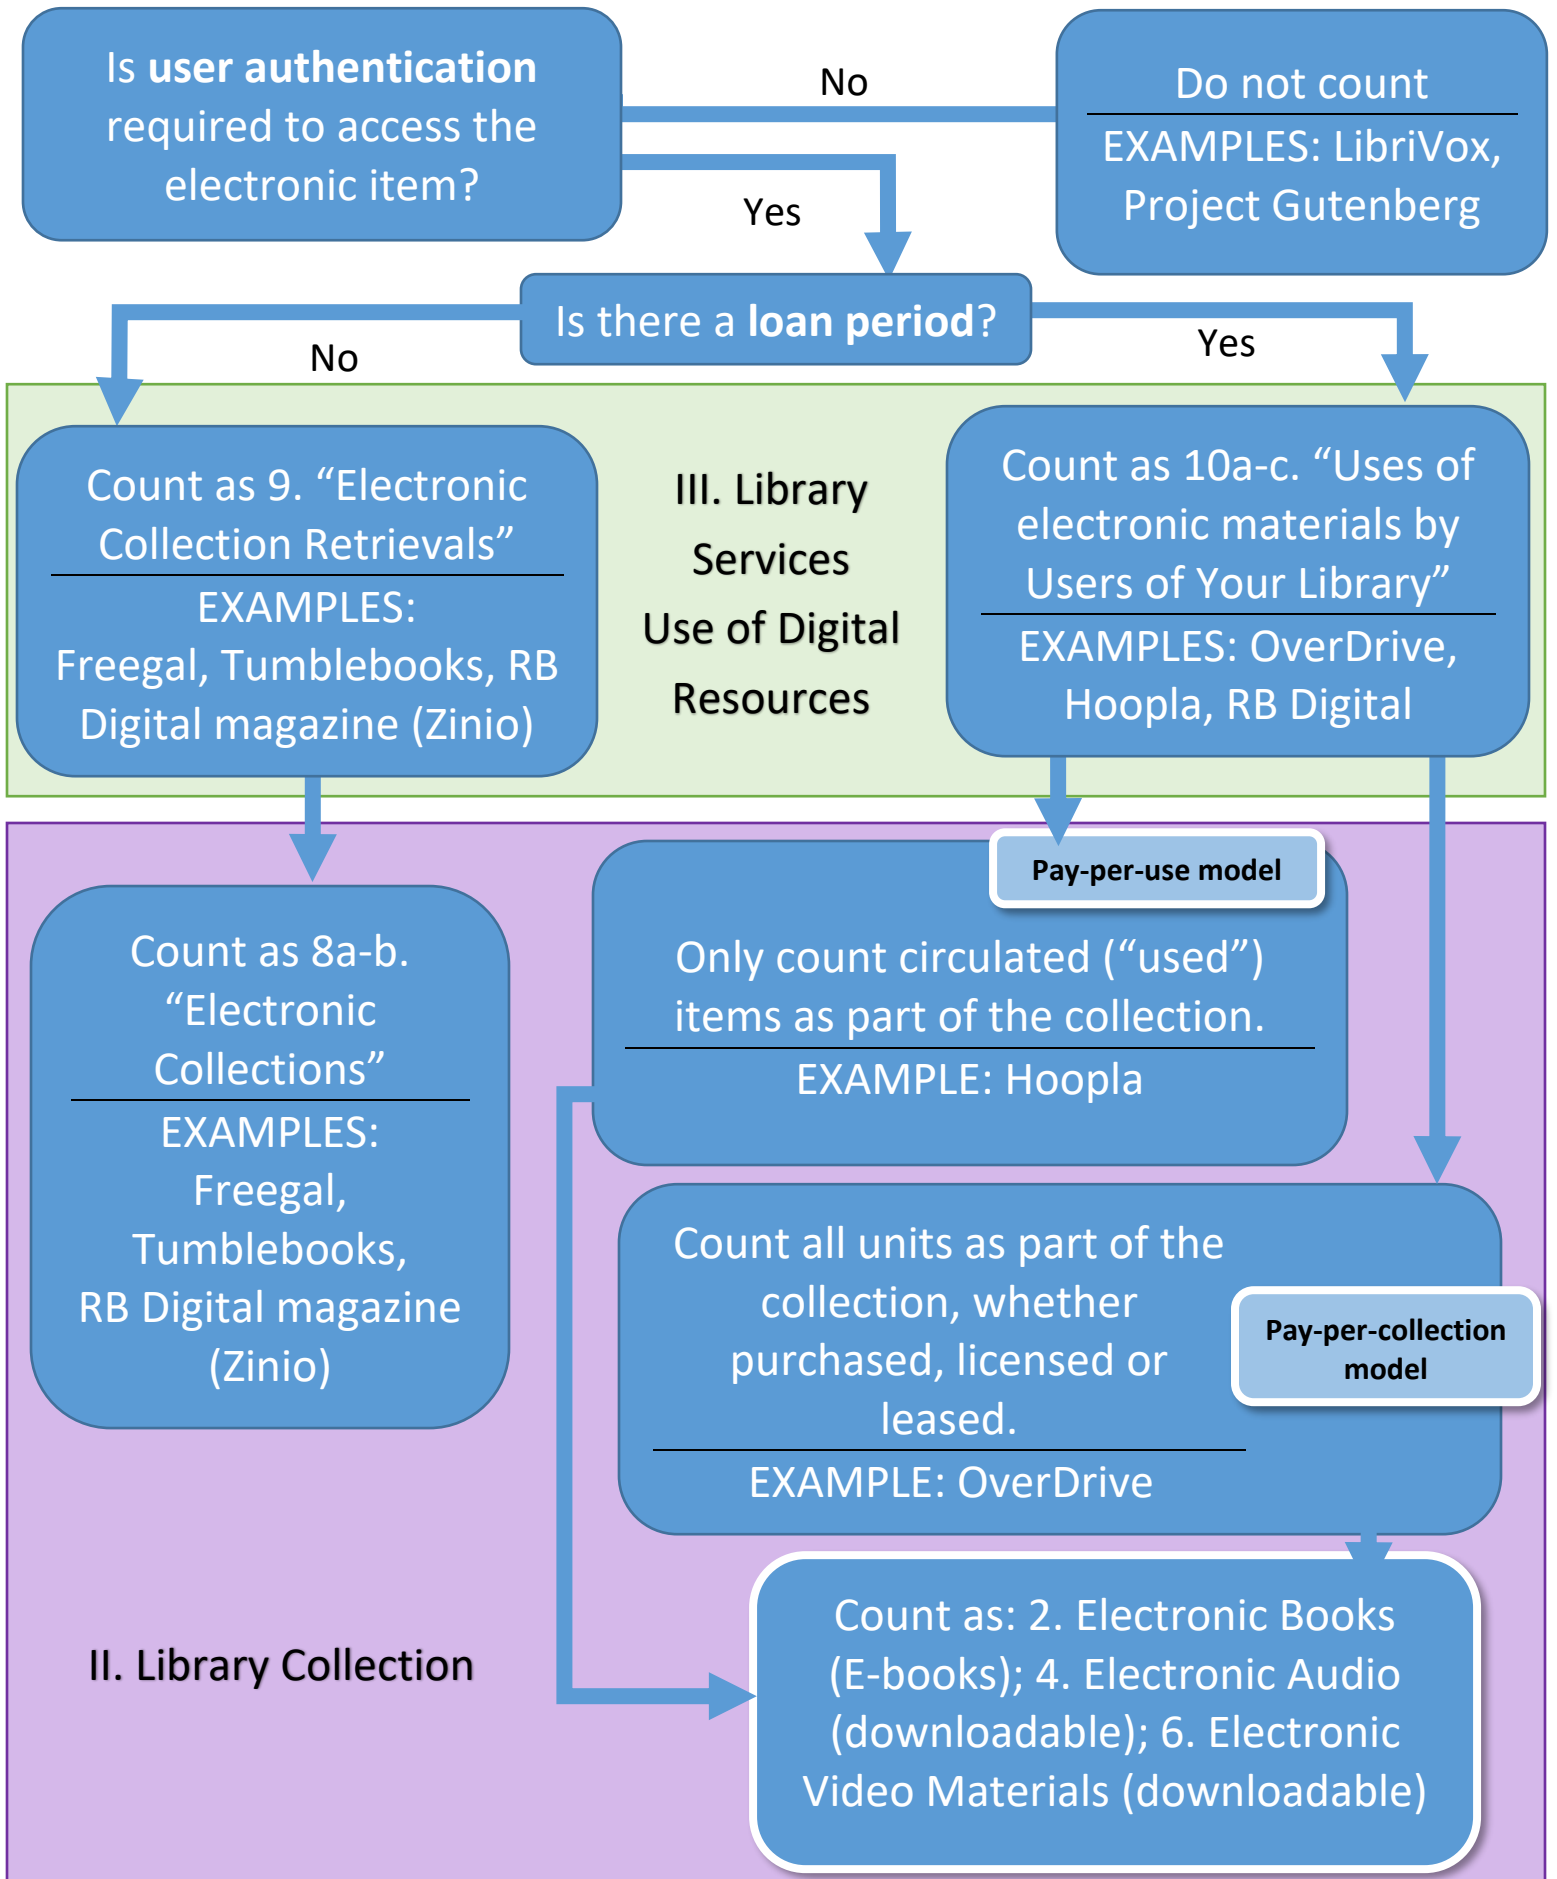 Is user authentication
required to access the
electronic item?
No
Do not count
EXAMPLES: LibriVox,
Project Gutenberg
Yes
Is there a loan period?
No
Yes
Count as 9. “Electronic
Collection Retrievals”
EXAMPLES:
Freegal, Tumblebooks, RB
Digital magazine (Zinio)
III. Library
Services
Use of Digital
Resources
Count as 10a-c. “Uses of
electronic materials by
Users of Your Library”
EXAMPLES: OverDrive,
Hoopla, RB Digital
Count as 8a-b.
“Electronic
Collections”
EXAMPLES:
Freegal,
Tumblebooks,
RB Digital magazine
(Zinio)
Pay-per-use model
Only count circulated (“used”)
items as part of the collection.
EXAMPLE: Hoopla
Count all units as part of the
collection, whether
purchased, licensed or
leased.
EXAMPLE: OverDrive
Pay-per-collection
model
II. Library Collection
Count as: 2. Electronic Books
(E-books); 4. Electronic Audio
(downloadable); 6. Electronic
Video Materials (downloadable)